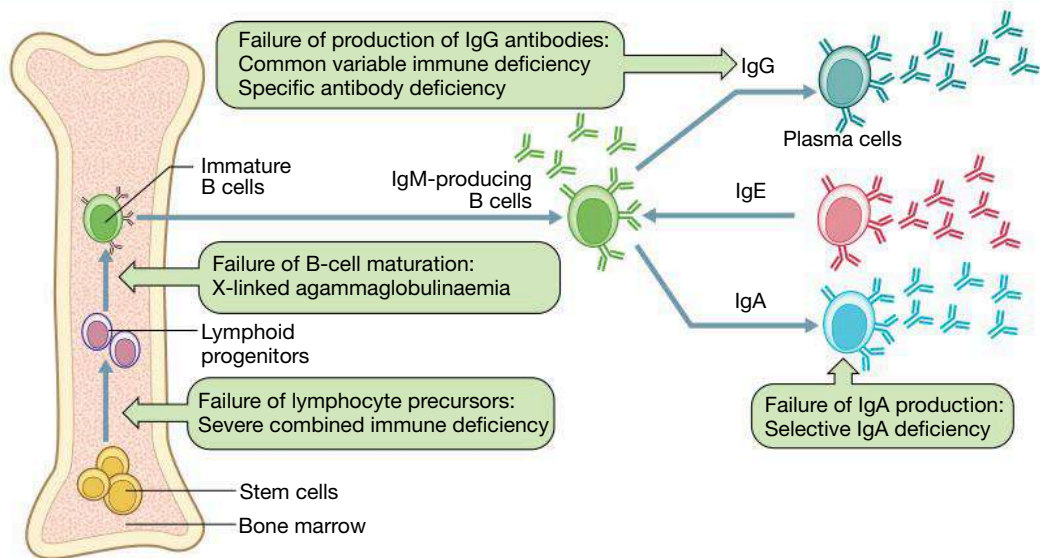 Failure of production of IgG antibodies:
Common variable immune deficiency
Specific antibody deficiency
IgG
Plasma cells
Immature
B cells
IgM-producing
B cells
IgE
Failure of B-cell maturation:
X-linked agammaglobulinaemia
IgA
Lymphoid
progenitors
Failure of lymphocyte precursors:
Severe combined immune deficiency
Failure of IgA production:
Selective IgA deficiency
Stem cells
Bone marrow